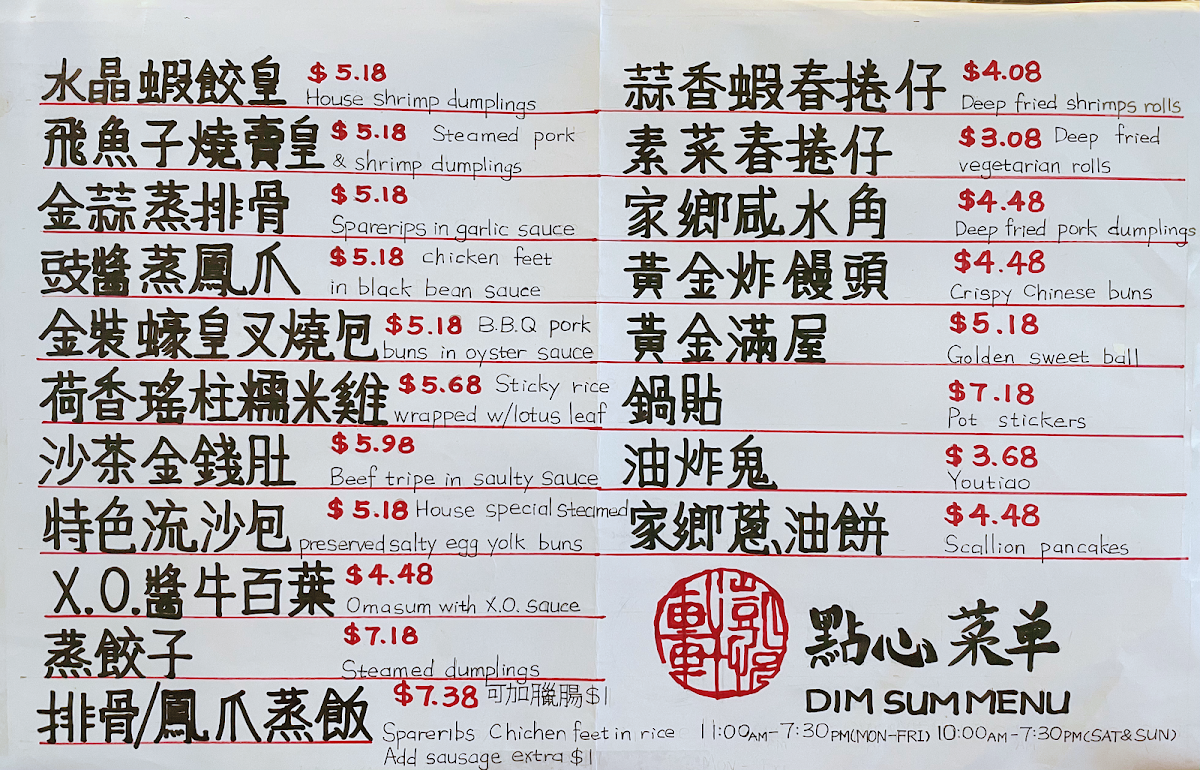 水晶蝦餃皇 $5.18
House shrimp dumplings
飛魚子燒賣皇 $5.18 Steamed pork
& shrimp dumplings
金蒜蒸排骨 $5.18
Sparerips in garlic sauce
豉醬蒸鳳爪 $5.18 chicken feet
in black bean sauce
金裝蠔皇叉燒包 $5.18 B.B.Q pork
buns in oyster sauce
荷香瑤柱糯米雞 $5.68 Sticky rice
wrapped w/lotus leaf
沙茶金錢肚 $5.98
Beef tripe in saulty Sauce
特色流沙包 $5.18 House special steamed
preserved salty egg yolk buns
X.O.醬牛百葉 $4.48
Omasum with X.O. sauce
蒸餃子 $7.18
Steamed dumplings
排骨/鳳爪蒸飯 $7.38 可加臘腸$1
Spareribs Chichen feet in rice
Add sausage extra $1
蒜香蝦春捲仔 $4.08
Deep fried shrimps rolls
素菜春捲仔 $3.08 Deep fried
vegetarian rolls
家鄉咸水角 $4.48
Deep fried pork dumplings
黃金炸饅頭 $4.48
Crispy Chinese buns
黃金滿屋 $5.18
Golden sweet ball
鍋貼 $7.18
Pot stickers
油炸鬼 $3.68
Youtiao
家鄉蔥油餅 $4.48
Scallion pancakes
點心菜单
DIM SUM MENU
11:00AM-7:30PM(MON-FRI) 10:00AM-7:30PM(SAT&SUN)